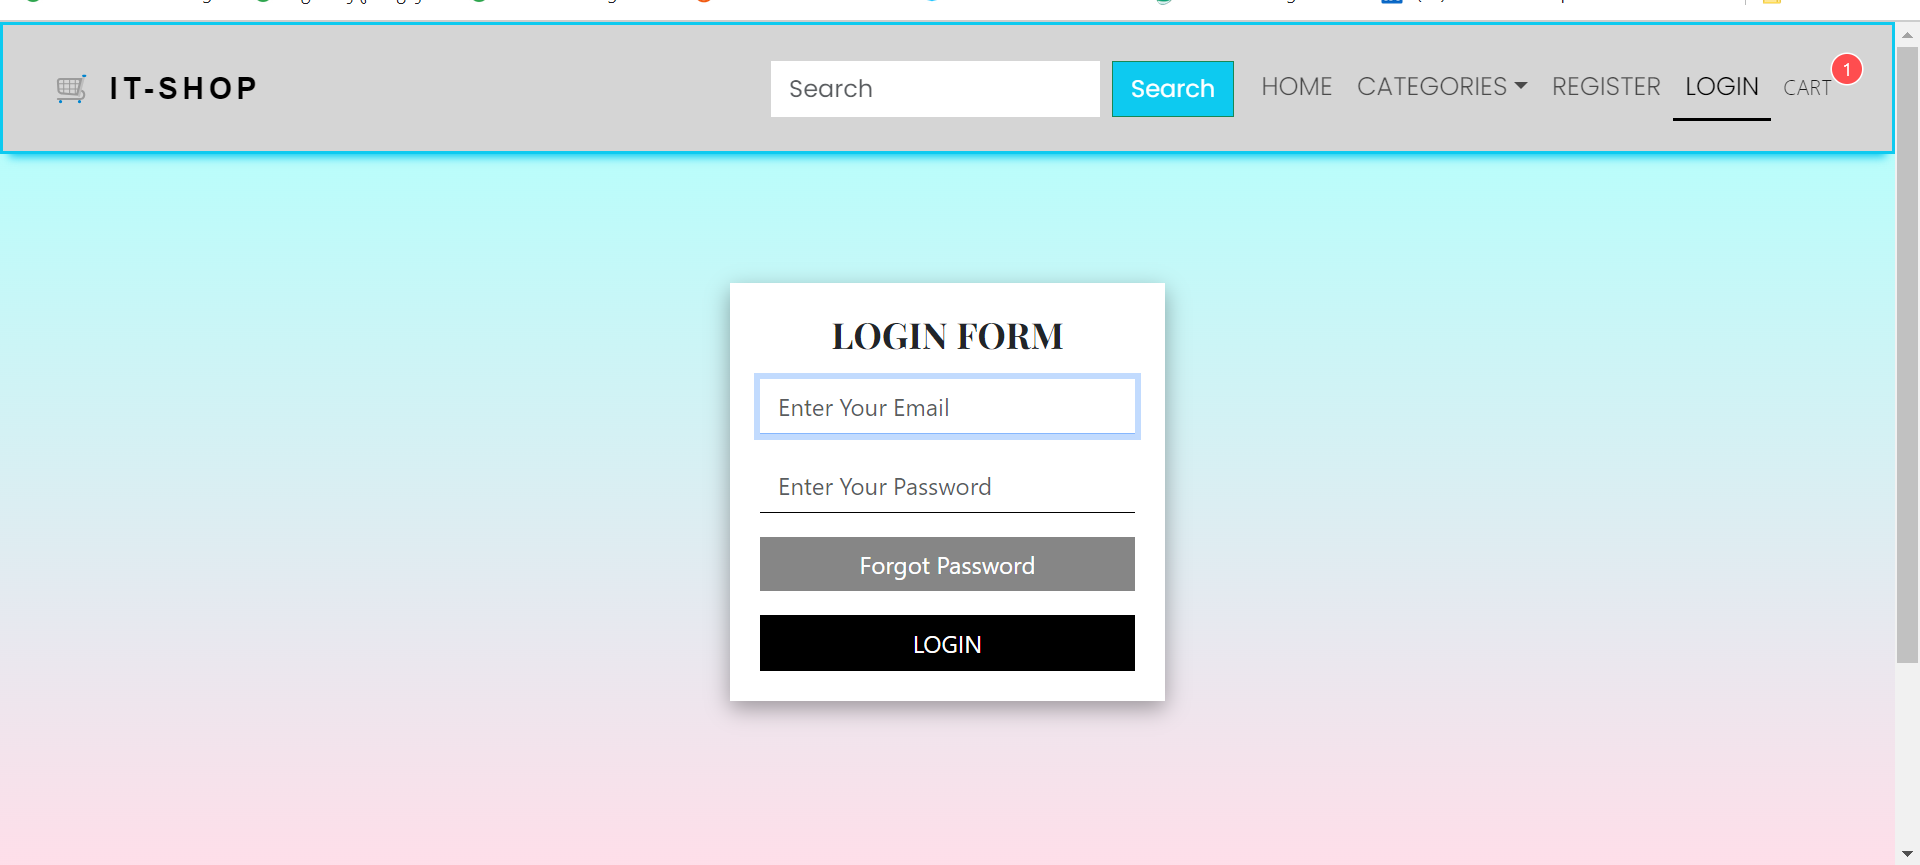 IT-SHOP
Search
Search
HOME
CATEGORIES
REGISTER
LOGIN
CART
1
LOGIN FORM
Enter Your Email
Enter Your Password
Forgot Password
LOGIN